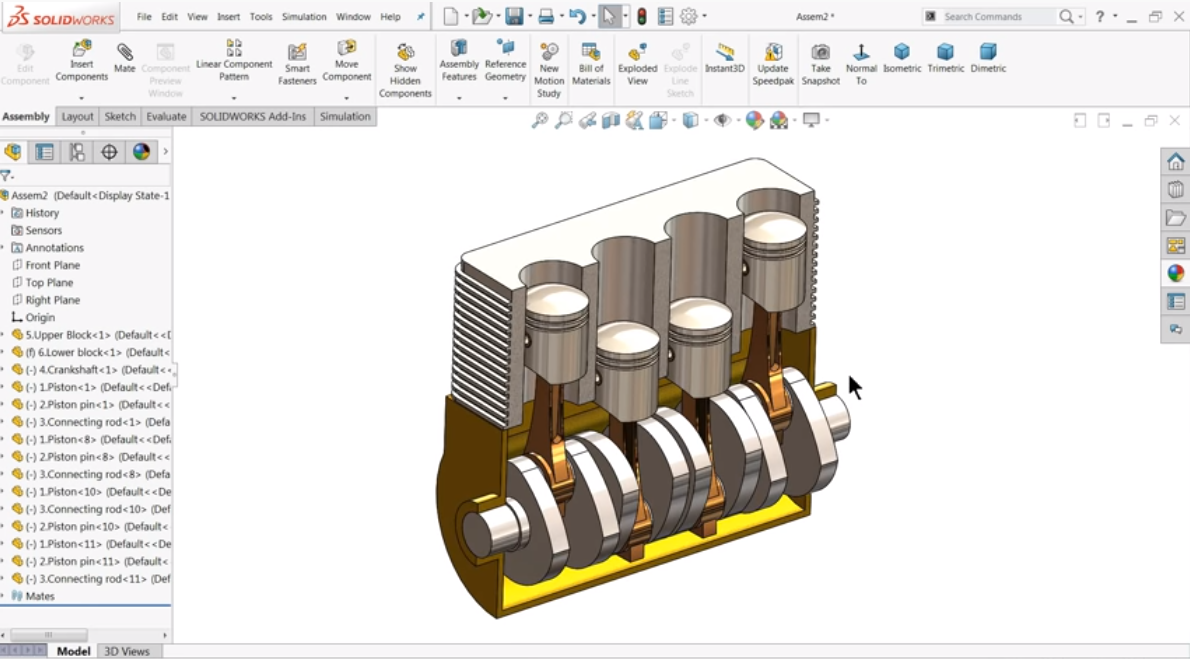 SOLIDWORKS File Edit View Insert Tools Simulation Window Help Assem2 * Search Commands ?
Edit Component
Insert Components
Mate
Component Preview Window
Linear Component Pattern
Smart Fasteners
Move Component
Show Hidden Components
Assembly Features
Reference Geometry
New Motion Study
Bill of Materials
Exploded View
Explode Line Sketch
Instant3D
Update Speedpak
Take Snapshot
Normal To
Isometric
Trimetric
Dimetric
Assembly Layout Sketch Evaluate SOLIDWORKS Add-Ins Simulation
Assem2 (Default<Display State-1
History
Sensors
Annotations
Front Plane
Top Plane
Right Plane
Origin
5.Upper Block<1> (Default<<D
(f) 6.Lower block<1> (Default<
(-) 4.Crankshaft<1> (Default<<
(-) 1.Piston<1> (Default<<Defa
(-) 2.Piston pin<1> (Default<<
(-) 3.Connecting rod<1> (Defa
(-) 1.Piston<8> (Default<<Defa
(-) 2.Piston pin<8> (Default<<
(-) 3.Connecting rod<8> (Defa
(-) 1.Piston<10> (Default<<De
(-) 3.Connecting rod<10> (Def
(-) 2.Piston pin<10> (Default<
(-) 1.Piston<11> (Default<<De
(-) 2.Piston pin<11> (Default<
(-) 3.Connecting rod<11> (Def
Mates
Model 3D Views